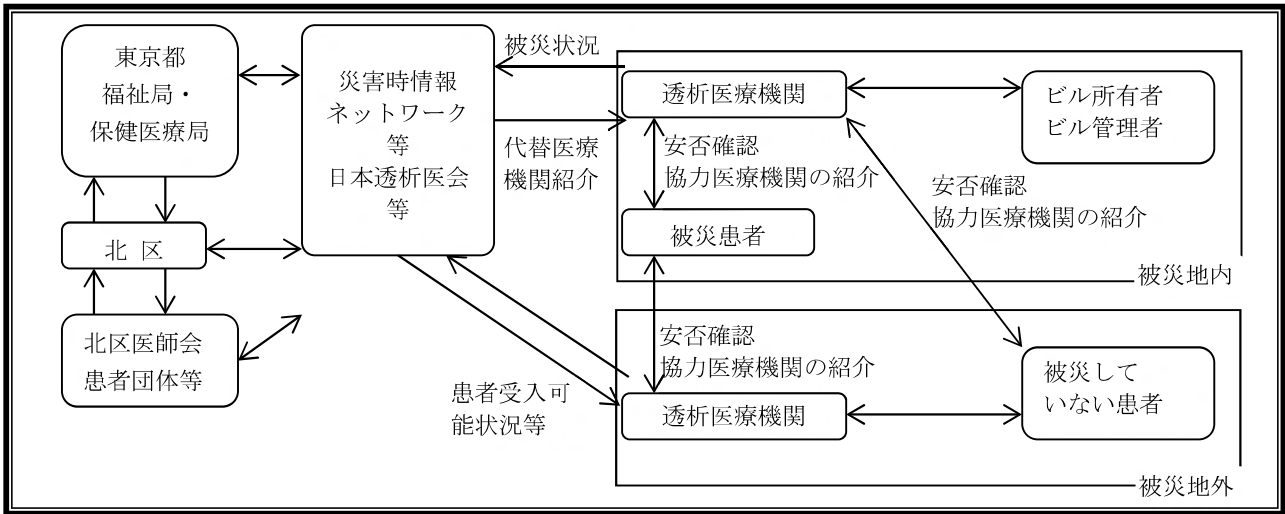 東京都
福祉局・
保健医療局
北 区
北区医師会
患者団体等
災害時情報
ネットワーク
等
日本透析医会
等
被災状況
代替医療
機関紹介
透析医療機関
ビル所有者
ビル管理者
安否確認
協力医療機関の紹介
安否確認
協力医療機関の紹介
被災患者
被災地内
安否確認
協力医療機関の紹介
患者受入可
能状況等
透析医療機関
被災して
いない患者
被災地外